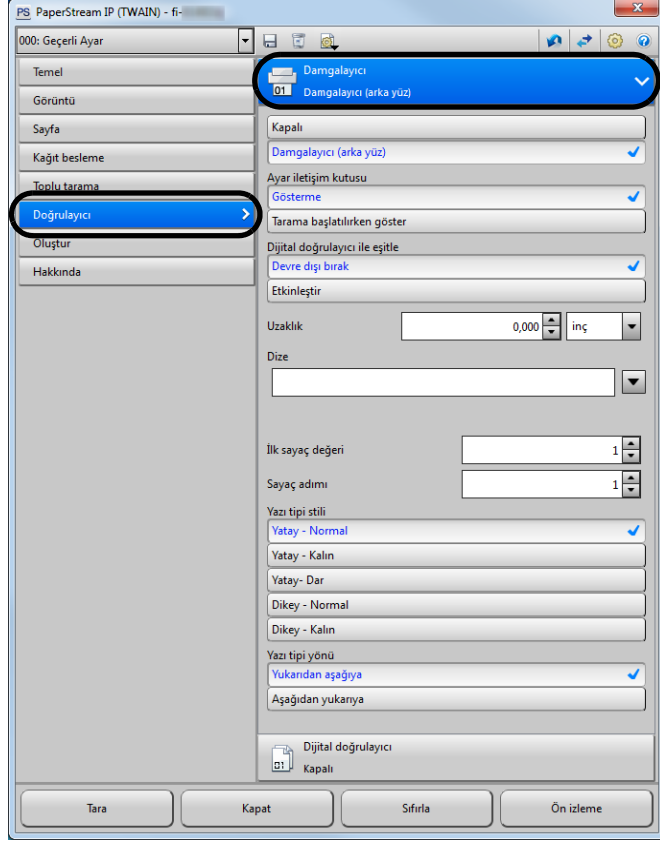 PS PaperStream IP (TWAIN) - fi-
000: Geçerli Ayar
Temel
Görüntü
Sayfa
Kağıt besleme
Toplu tarama
Doğrulayıcı
Oluştur
Hakkında
01
Damgalayıcı
Damgalayıcı (arka yüz)
Kapalı
Damgalayıcı (arka yüz)
Ayar iletişim kutusu
Gösterme
Tarama başlatılırken göster
Dijital doğrulayıcı ile eşitle
Devre dışı bırak
Etkinleştir
Uzaklık 0,000 inç
Dize
İlk sayaç değeri 1
Sayaç adımı 1
Yazı tipi stili
Yatay - Normal
Yatay - Kalın
Yatay- Dar
Dikey - Normal
Dikey - Kalın
Yazı tipi yönü
Yukarıdan aşağıya
Aşağıdan yukarıya
01
Dijital doğrulayıcı
Kapalı
Tara Kapat Sıfırla Ön izleme